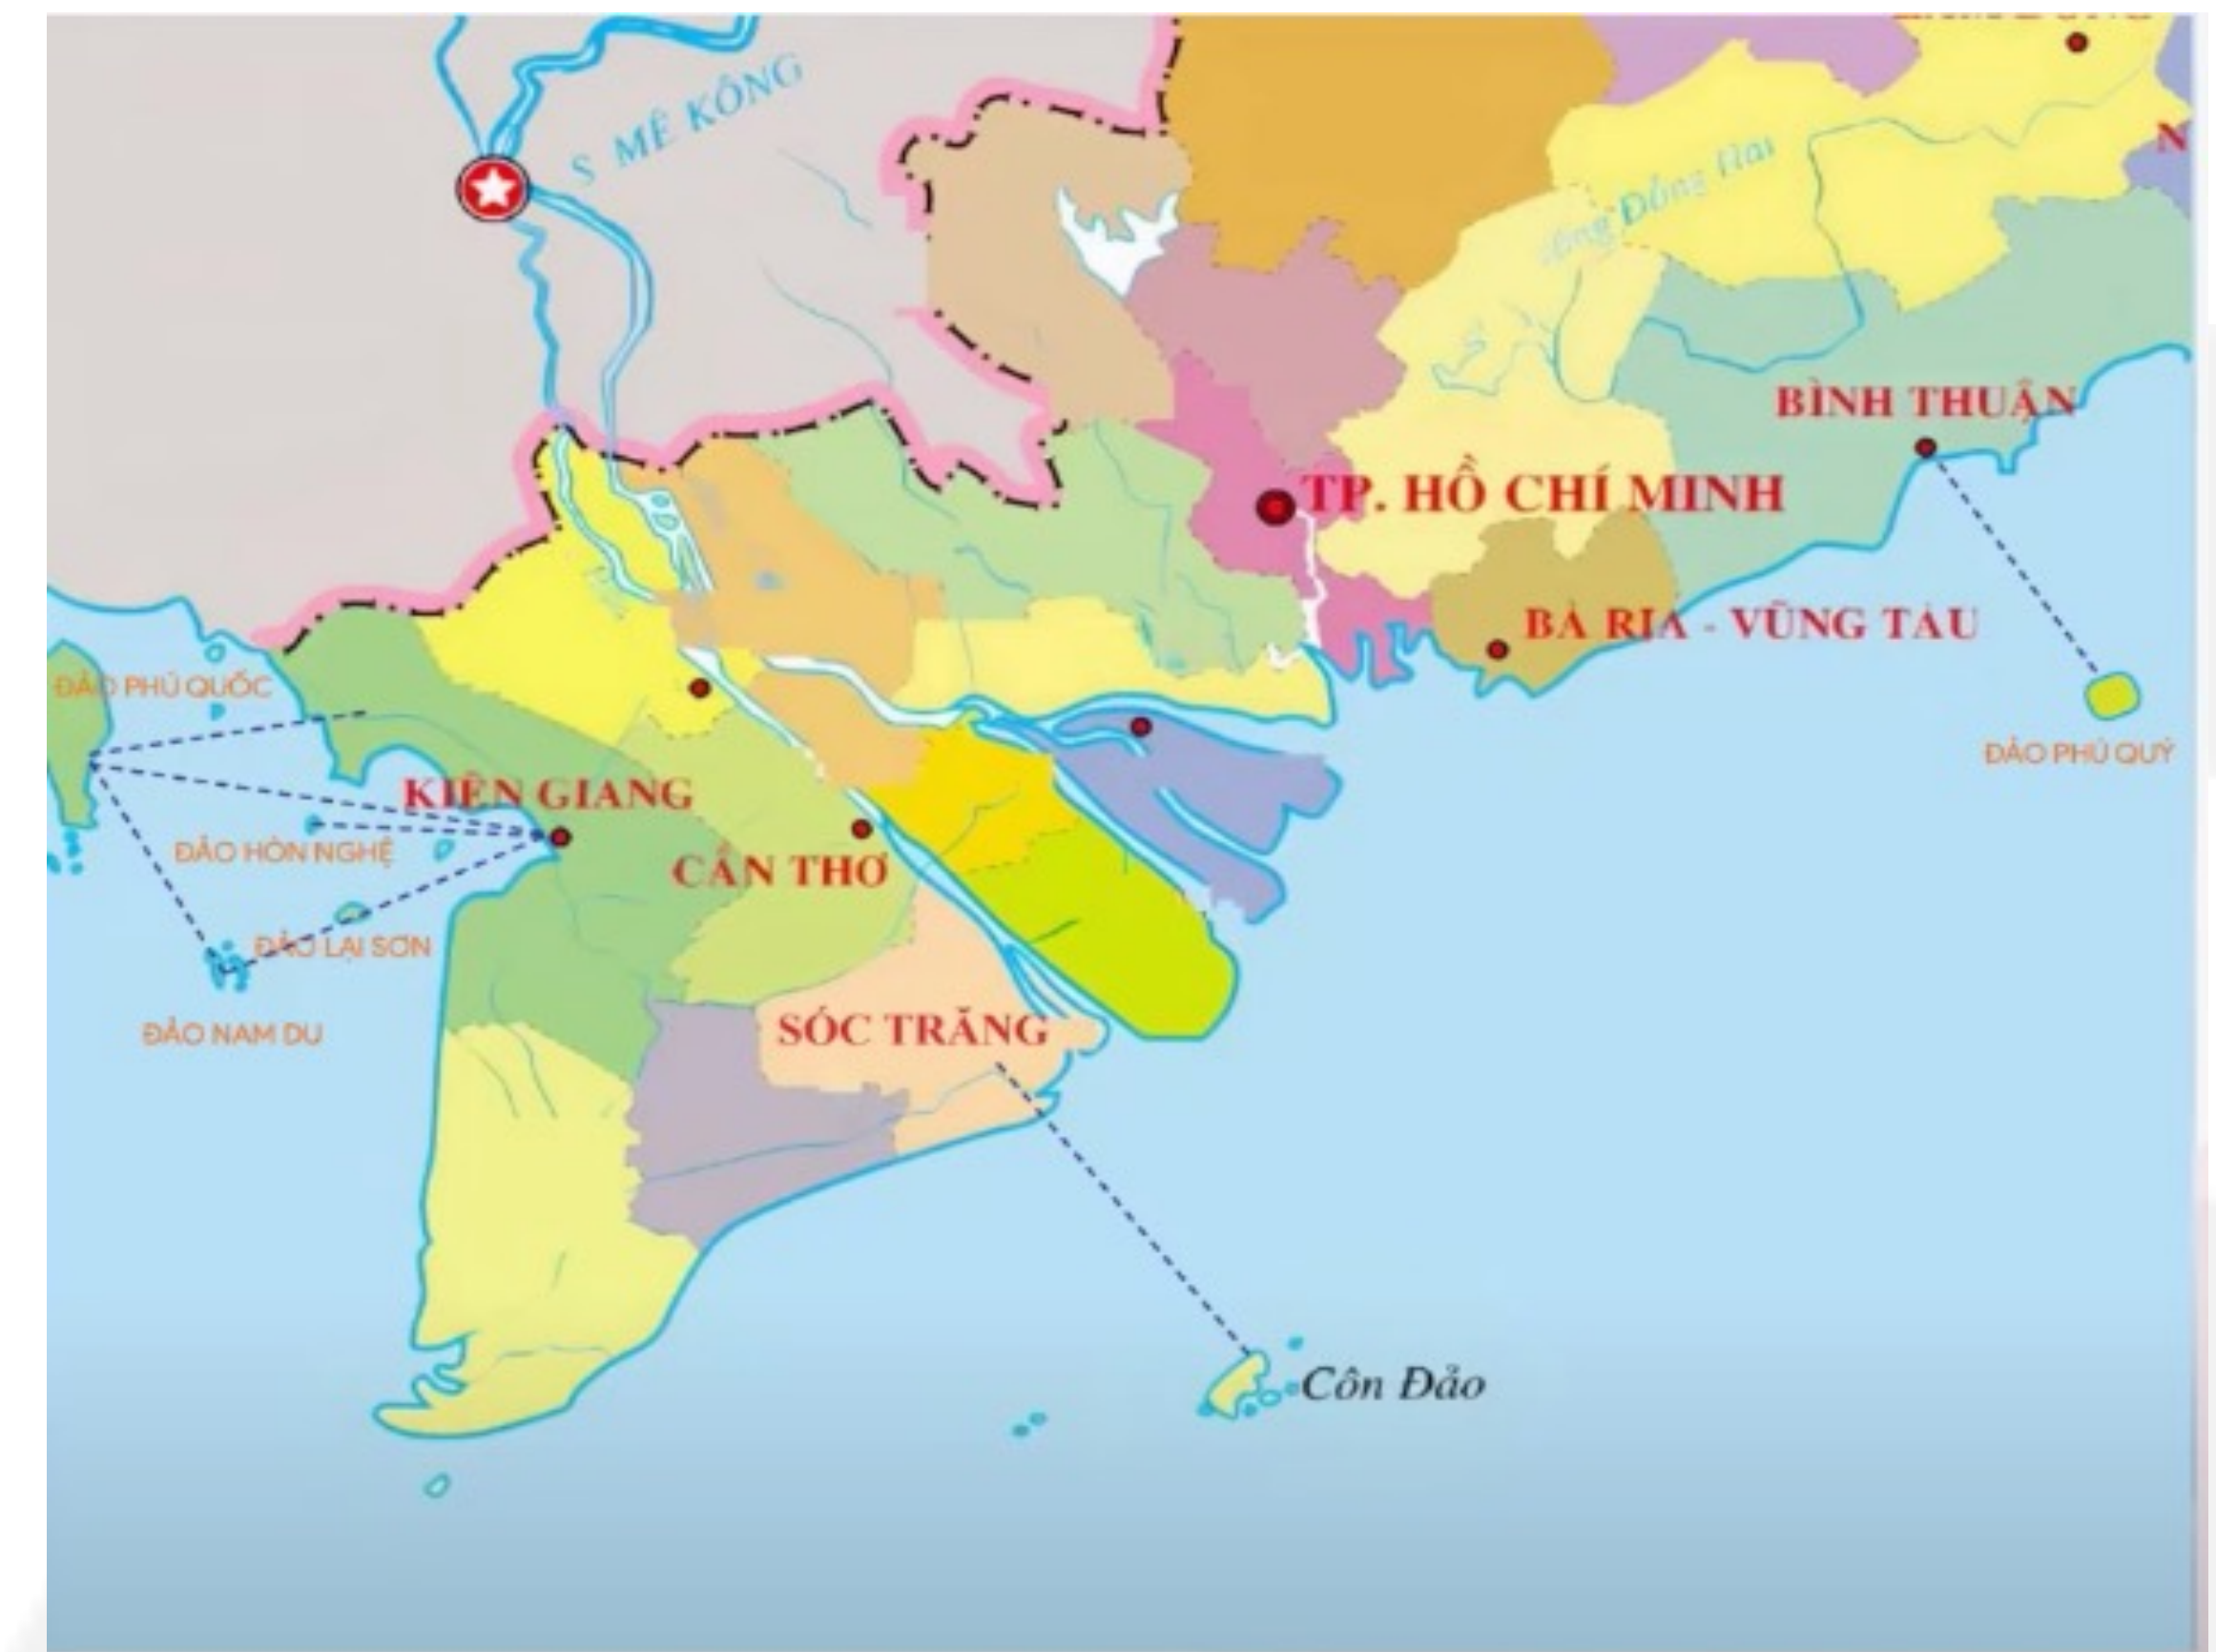 S MÊ KÔNG
Đồng Nai
BÌNH THUẬN
TP. HỒ CHÍ MINH
BÀ RỊA - VŨNG TÀU
ĐẢO PHÚ QUỐC
ĐẢO PHÚ QUÝ
KIÊN GIANG
ĐẢO HÒN NGHỆ
CẦN THƠ
ĐẢO LẠI SƠN
SÓC TRĂNG
ĐẢO NAM DU
Côn Đảo